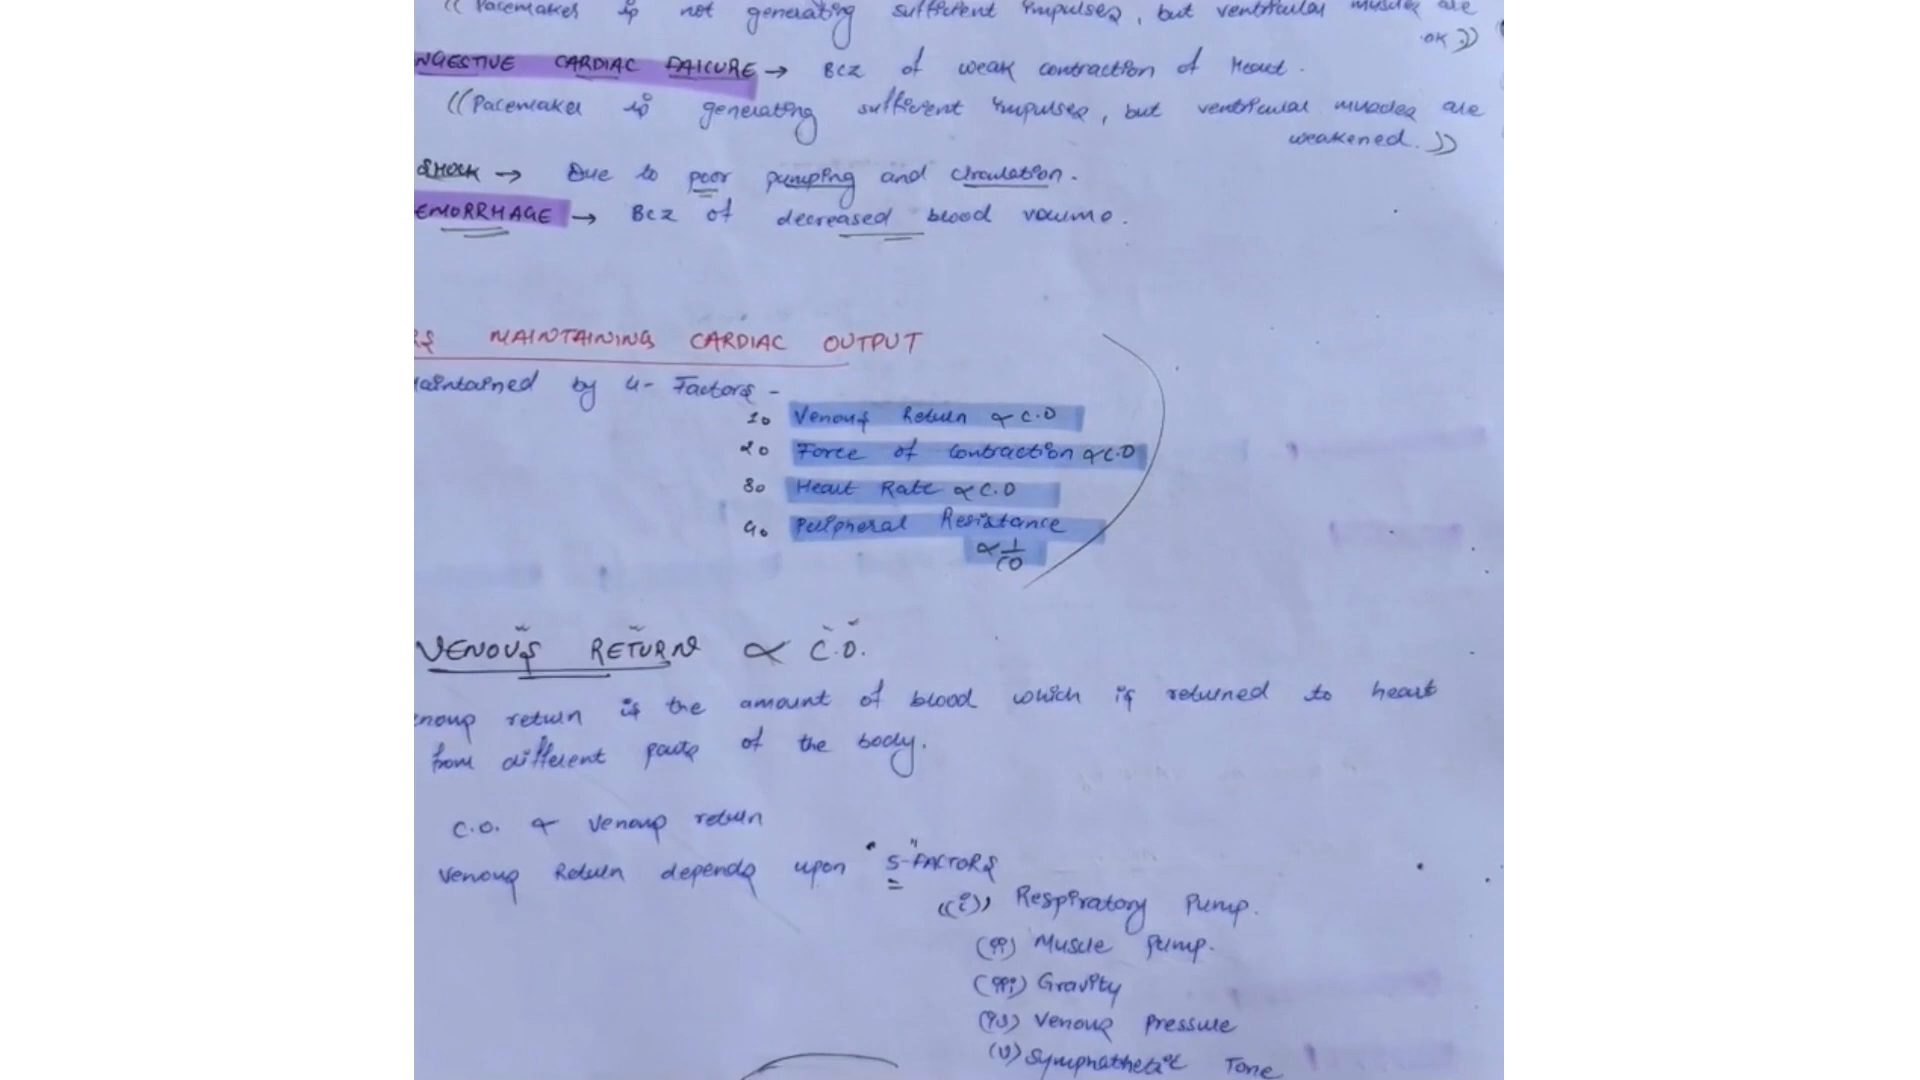 ((Pacemaker is not generating sufficient impulses, but ventricular muscles are
OK.))
NGESTIVE CARDIAC FAILURE → Bcz of weak contraction of Heart.
((Pacemaker is generating sufficient impulses, but ventricular muscles are
weakened.))
SHOCK → Due to poor pumping and circulation.
EMORRHAGE → Bcz of decreased blood volume.
RS MAINTAINING CARDIAC OUTPUT
aintained by 4- Factors -
1. Venous Return ∝ C.O
2. Force of contraction ∝ C.O
3. Heart Rate ∝ C.O
4. Peripheral Resistance
∝ 1/CO
VENOUS RETURN ∝ C.O.
nous return is the amount of blood which is returned to heart
from different parts of the body.
C.O. ∝ Venous return
Venous Return depends upon "5-FACTORS"
((i)) Respiratory Pump.
(ii) Muscle pump.
(iii) Gravity
(iv) Venous Pressure
(v) Symphathetic Tone